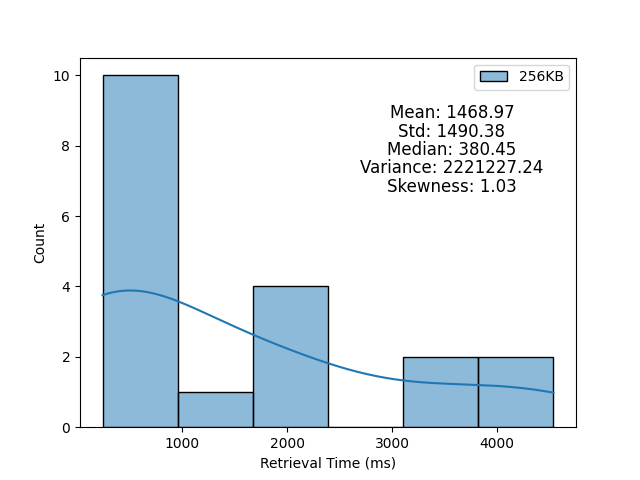 256KB
Mean: 1468.97
Std: 1490.38
Median: 380.45
Variance: 2221227.24
Skewness: 1.03
10
8
6
4
2
0
Count
1000 2000 3000 4000
Retrieval Time (ms)